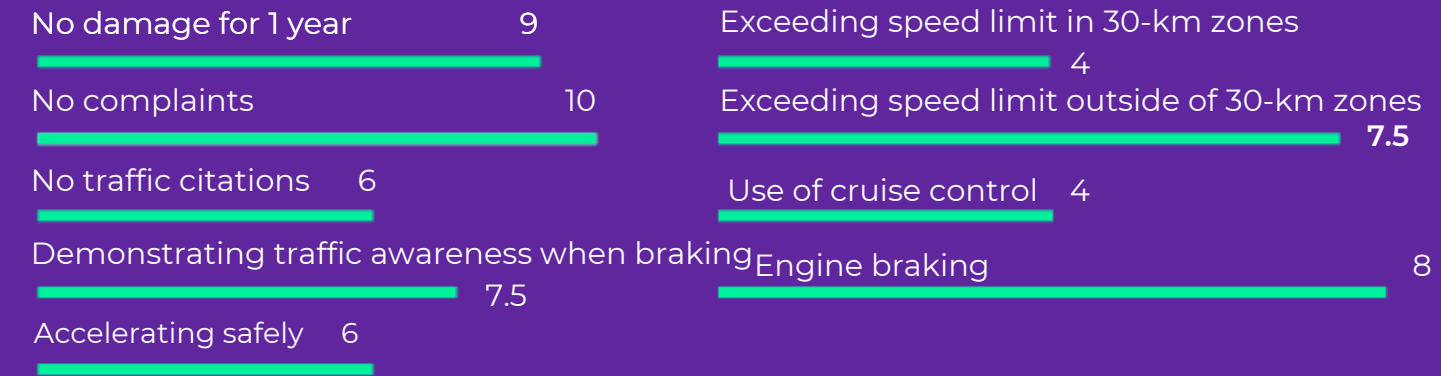 No damage for 1 year 9
No complaints 10
No traffic citations 6
Demonstrating traffic awareness when braking
7.5
Accelerating safely 6
Exceeding speed limit in 30-km zones
4
Exceeding speed limit outside of 30-km zones
7.5
Use of cruise control 4
Engine braking 8